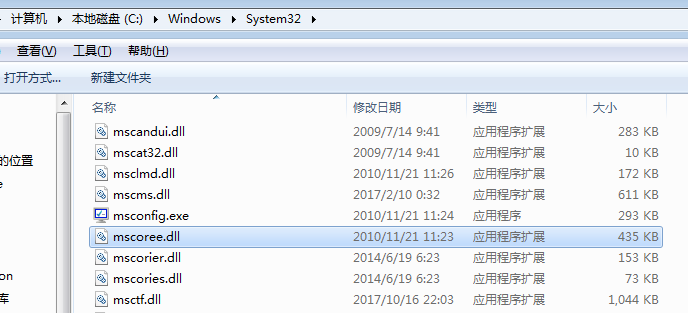 计算机 本地磁盘 (C:) Windows System32
查看(V) 工具(T) 帮助(H)
打开方式... 新建文件夹
名称 修改日期 类型 大小
mscandui.dll 2009/7/14 9:41 应用程序扩展 283 KB
mscat32.dll 2009/7/14 9:41 应用程序扩展 10 KB
的位置
msclmd.dll 2010/11/21 11:26 应用程序扩展 172 KB
e
mscms.dll 2017/2/10 0:32 应用程序扩展 611 KB
msconfig.exe 2010/11/21 11:24 应用程序 293 KB
mscoree.dll 2010/11/21 11:23 应用程序扩展 435 KB
mscorier.dll 2014/6/19 6:23 应用程序扩展 153 KB
on
mscories.dll 2014/6/19 6:23 应用程序扩展 73 KB
库
msctf.dll 2017/10/16 22:03 应用程序扩展 1,044 KB